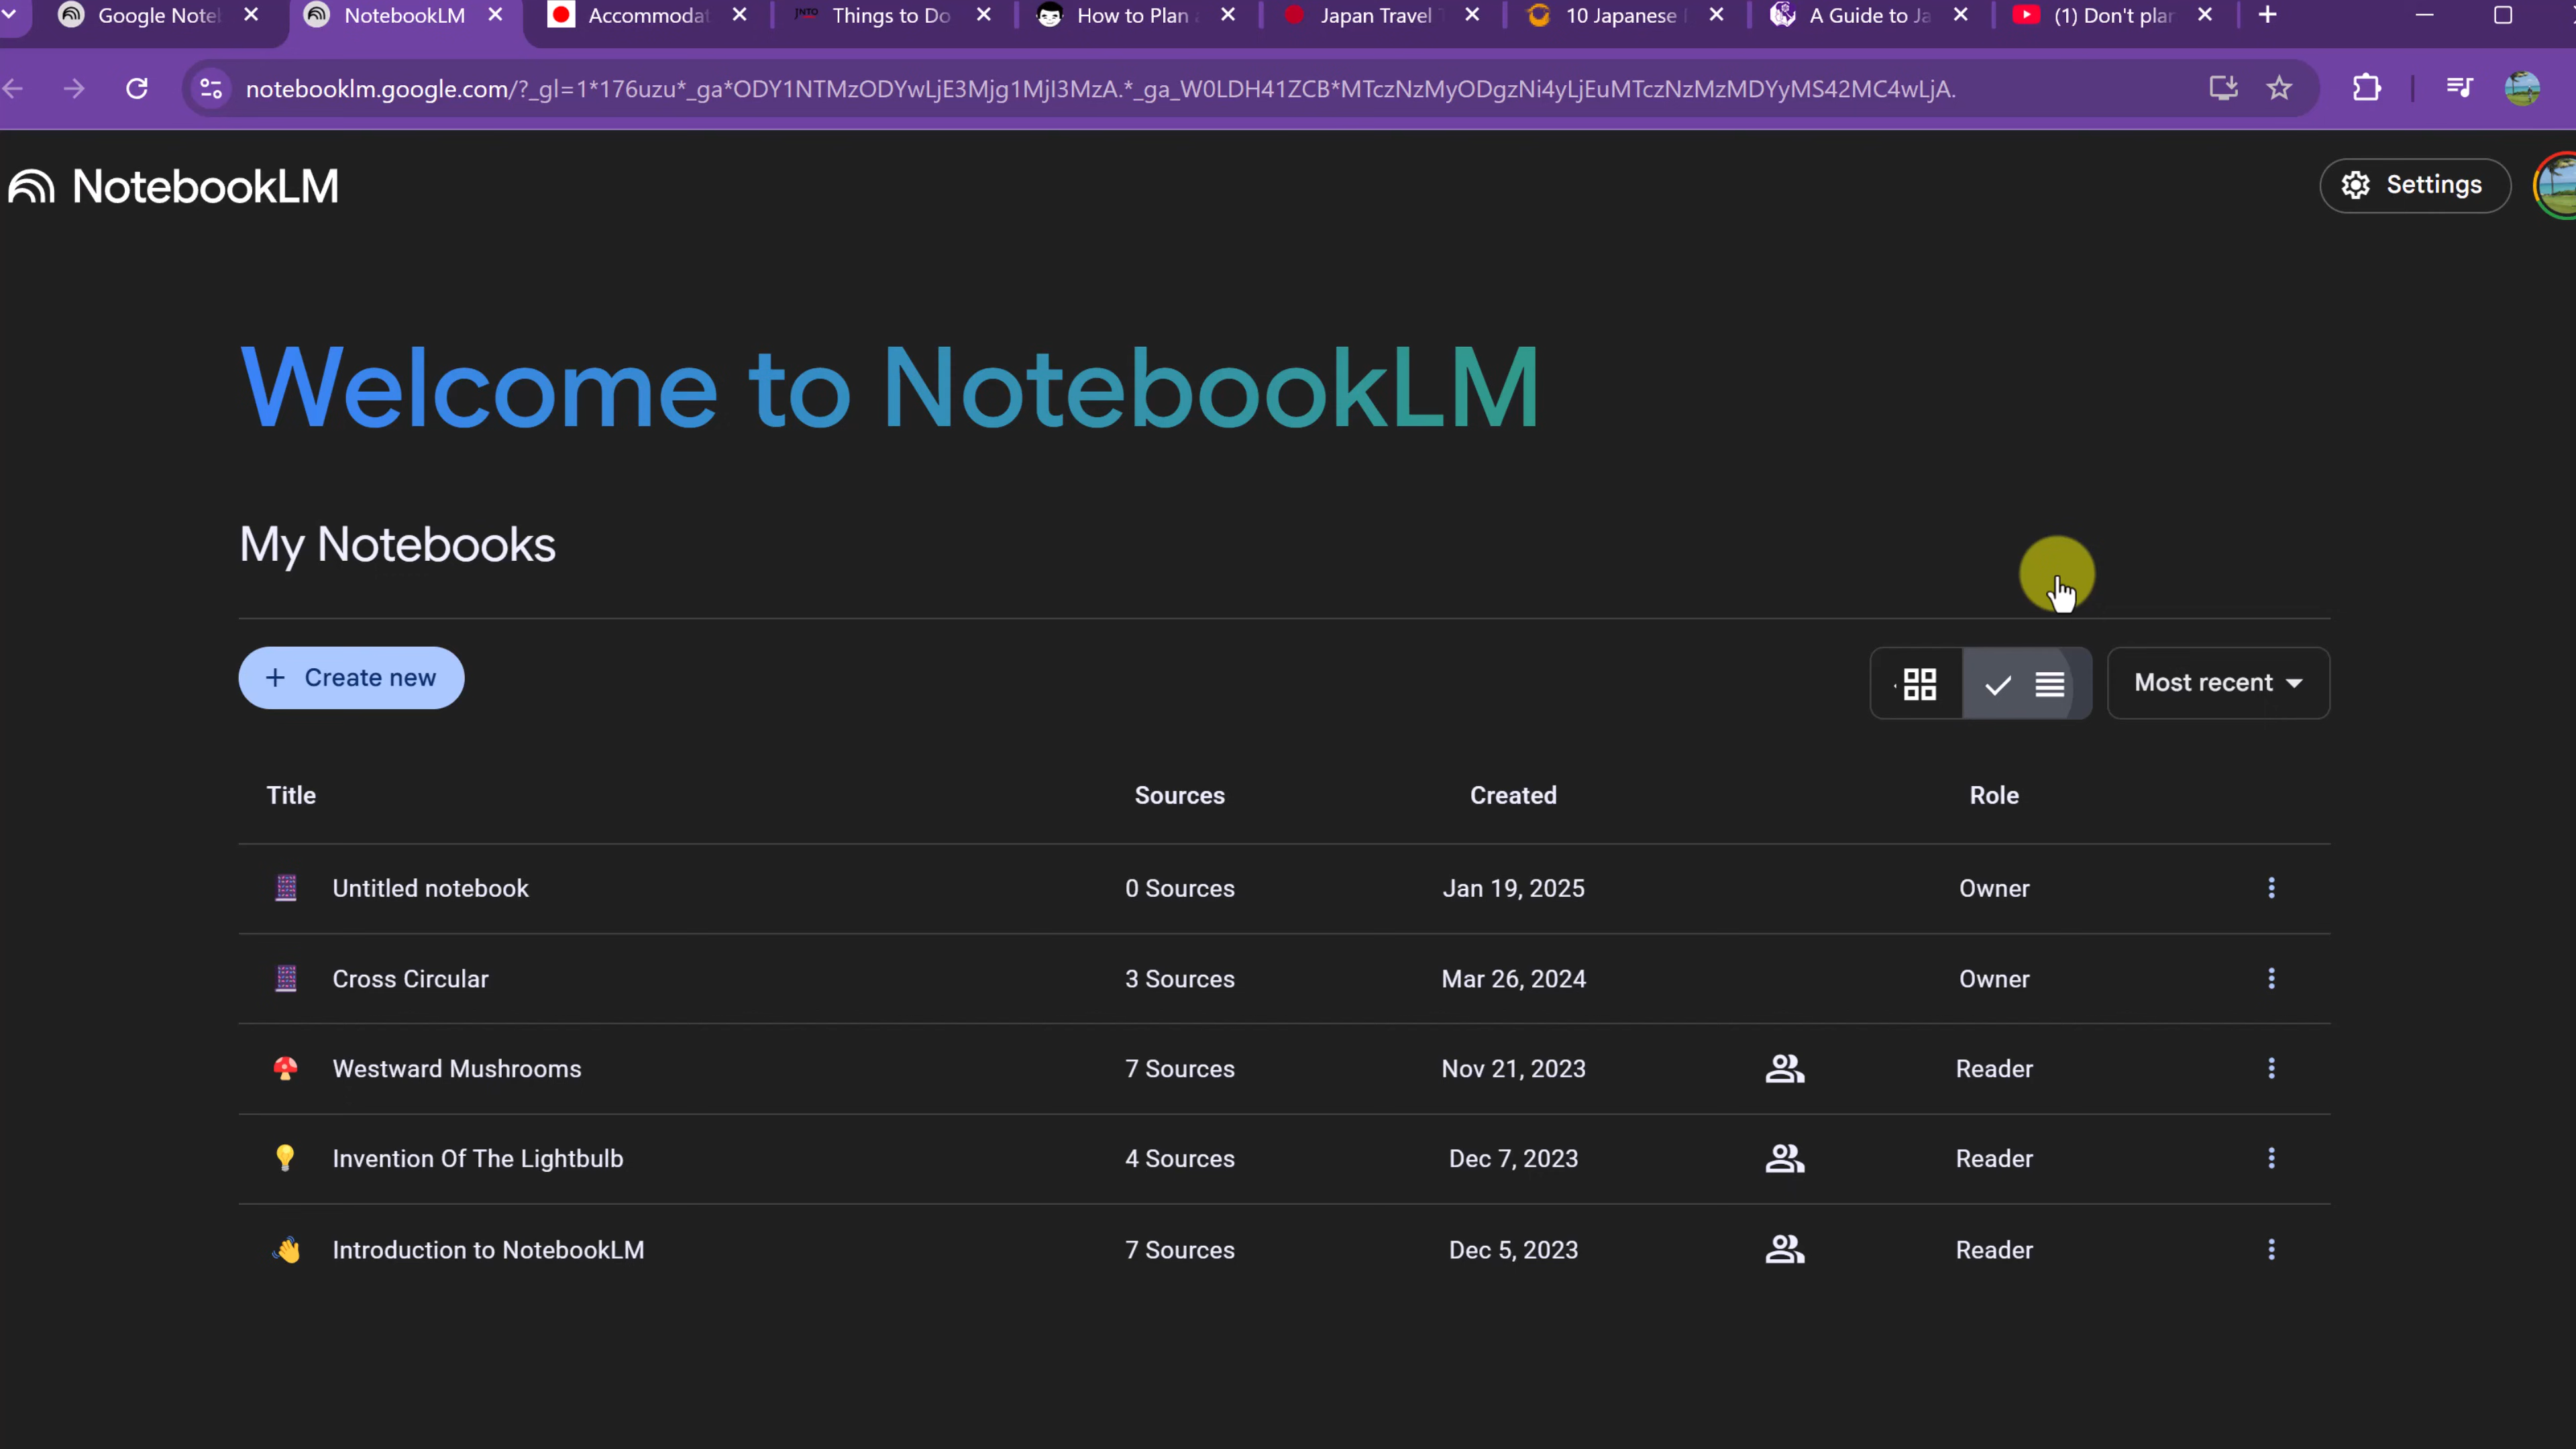 Google Note NotebookLM Accommodat JNTO Things to Do How to Plan Japan Travel 10 Japanese A Guide to Ja (1) Don't plan
notebooklm.google.com/?_gl=1*176uzu*_ga*ODY1NTMzODYwLjE3Mjg1MjI3MzA.*_ga_W0LDH41ZCB*MTczNzMyODgzNi4yLjEuMTczNzMzMDYyMS42MC4wLjA.
NotebookLM Settings
Welcome to NotebookLM
My Notebooks
Create new Most recent
Title Sources Created Role
Untitled notebook 0 Sources Jan 19, 2025 Owner
Cross Circular 3 Sources Mar 26, 2024 Owner
Westward Mushrooms 7 Sources Nov 21, 2023 Reader
Invention Of The Lightbulb 4 Sources Dec 7, 2023 Reader
Introduction to NotebookLM 7 Sources Dec 5, 2023 Reader